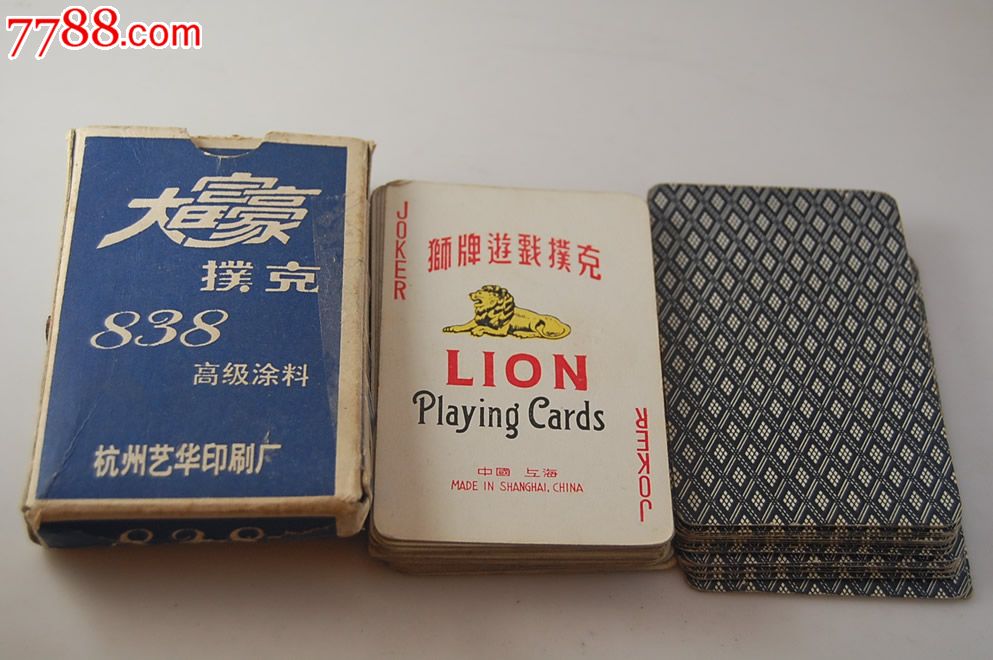 7788.com
大富豪
撲克
838
高级涂料
杭州艺华印刷厂
838
JOKER
獅牌遊戲撲克
LION
Playing Cards
中國 上海
MADE IN SHANGHAI, CHINA
JOKER